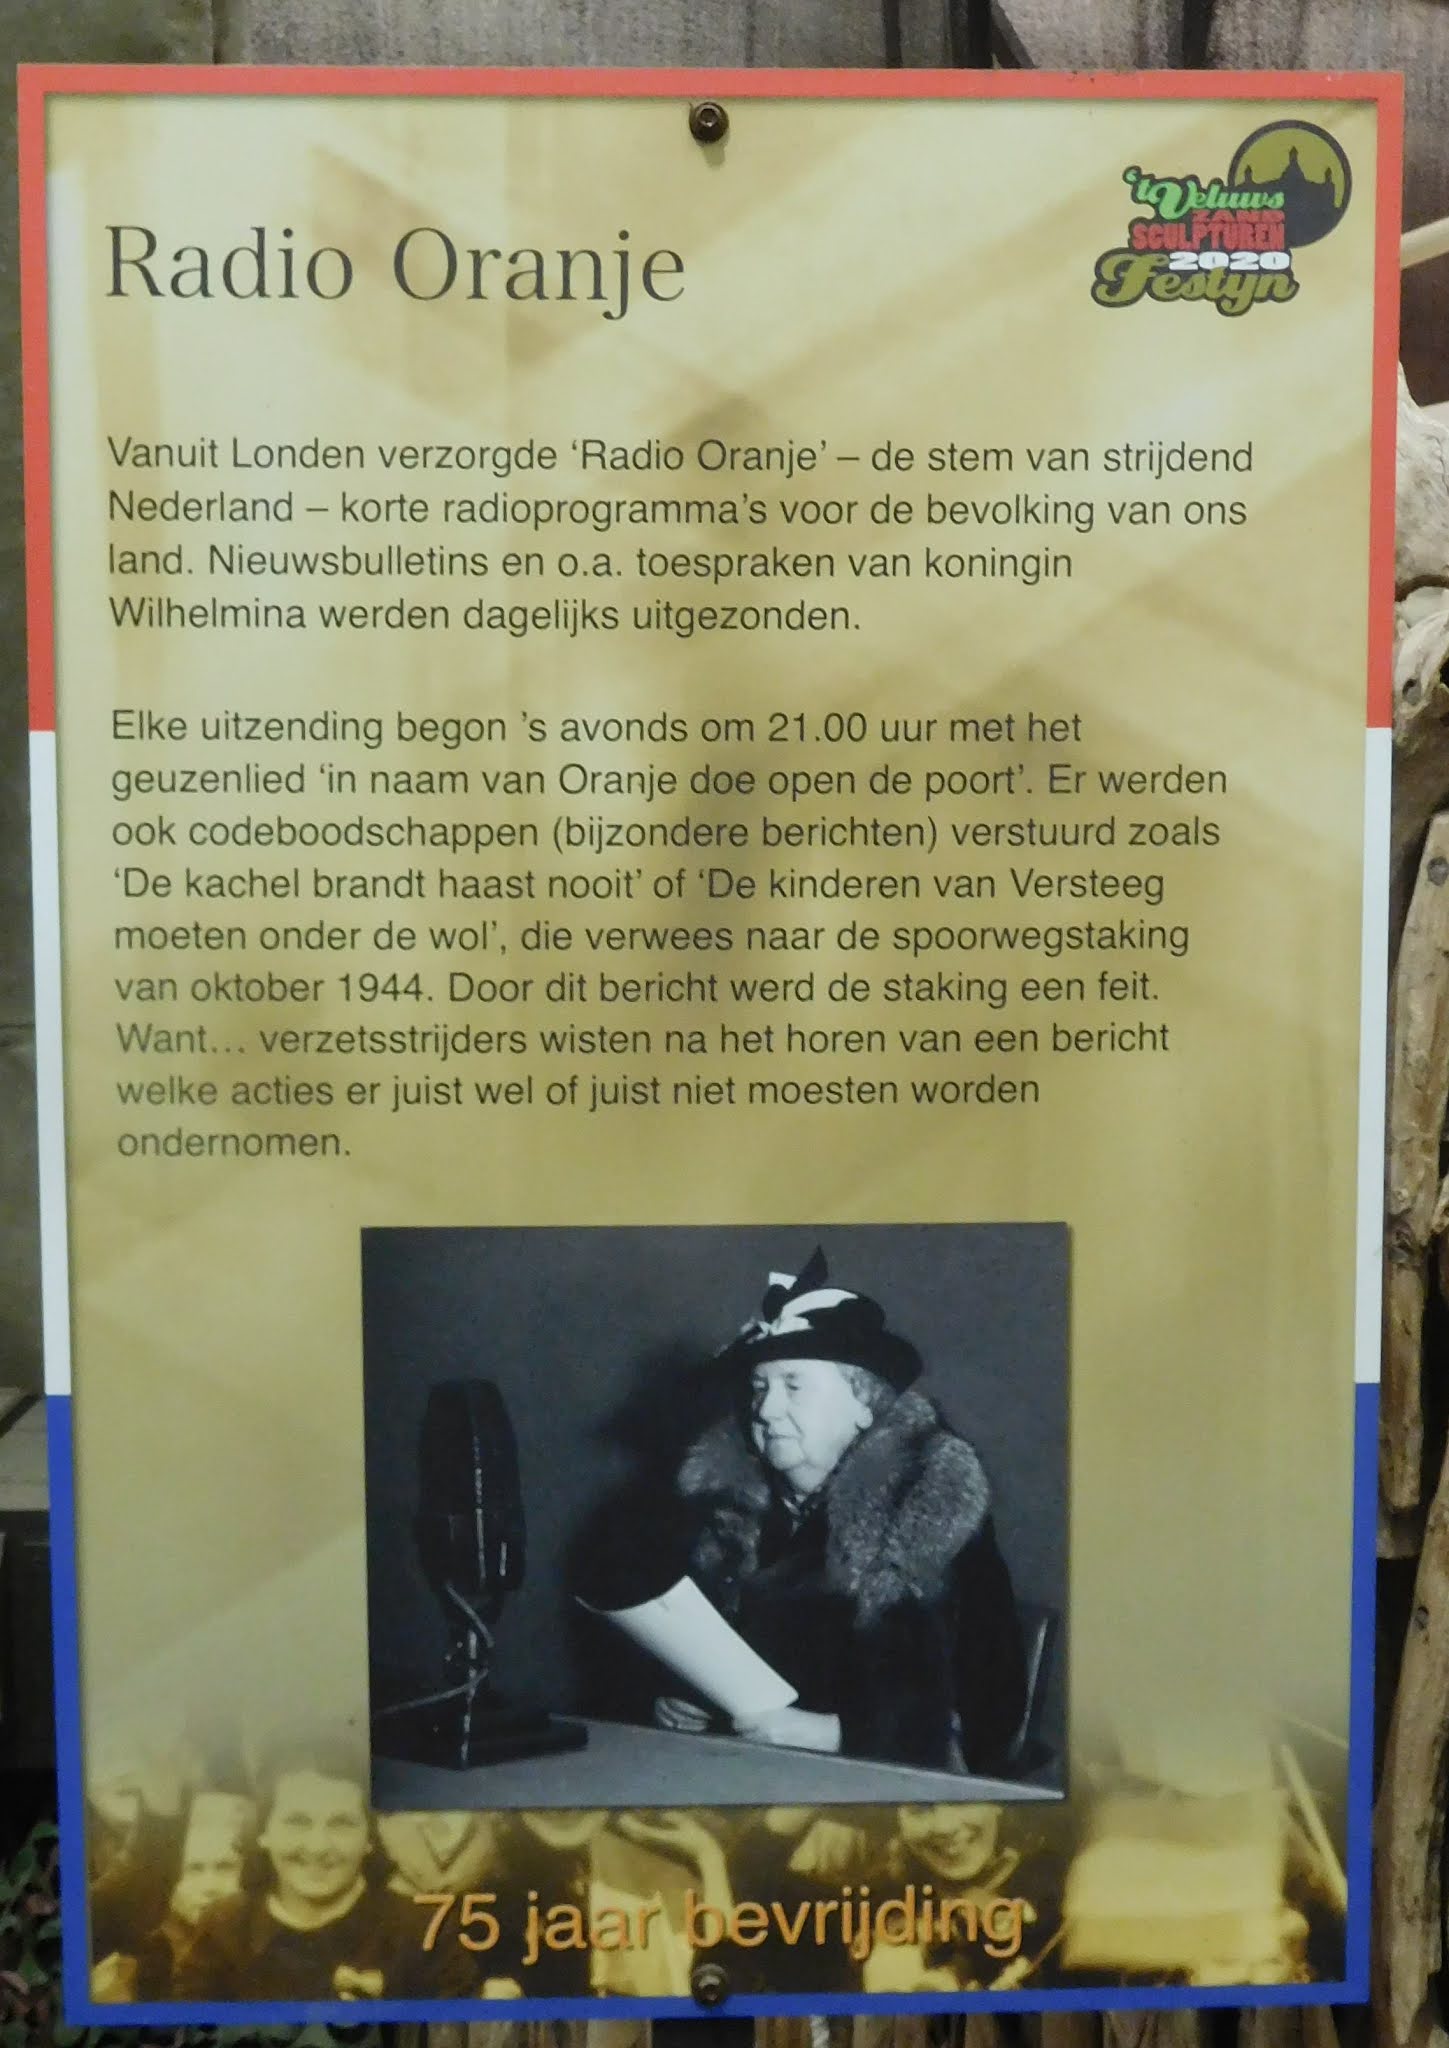 Radio Oranje
't Veluws
ZAND
SCULPTUREN
2020
Festyn
Vanuit Londen verzorgde ‘Radio Oranje’ – de stem van strijdend
Nederland – korte radioprogramma’s voor de bevolking van ons
land. Nieuwsbulletins en o.a. toespraken van koningin
Wilhelmina werden dagelijks uitgezonden.
Elke uitzending begon ’s avonds om 21.00 uur met het
geuzenlied ‘in naam van Oranje doe open de poort’. Er werden
ook codeboodschappen (bijzondere berichten) verstuurd zoals
‘De kachel brandt haast nooit’ of ‘De kinderen van Versteeg
moeten onder de wol’, die verwees naar de spoorwegstaking
van oktober 1944. Door dit bericht werd de staking een feit.
Want… verzetsstrijders wisten na het horen van een bericht
welke acties er juist wel of juist niet moesten worden
ondernomen.
75 jaar bevrijding